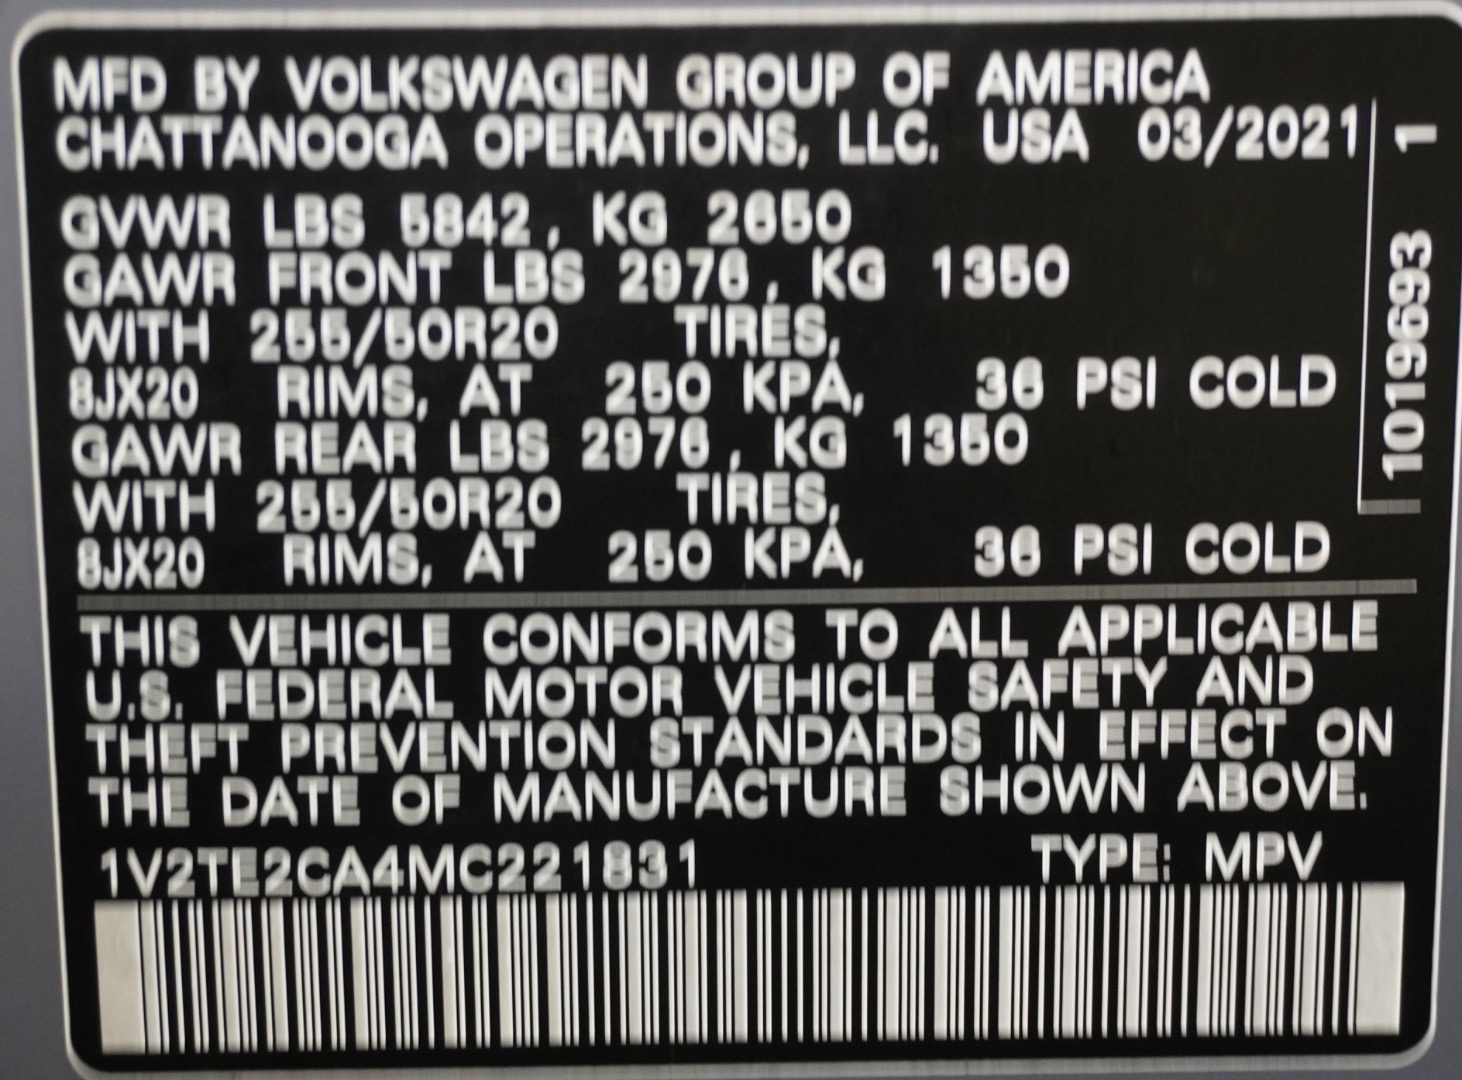 MFD BY VOLKSWAGEN GROUP OF AMERICA
CHATTANOOGA OPERATIONS, LLC. USA 03/2021
GVWR LBS 5842, KG 2650
GAWR FRONT LBS 2976, KG 1350
WITH 255/50R20 TIRES,
8JX20 RIMS, AT 250 KPA, 36 PSI COLD
GAWR REAR LBS 2976, KG 1350
WITH 255/50R20 TIRES,
8JX20 RIMS, AT 250 KPA, 36 PSI COLD
1019693 1
THIS VEHICLE CONFORMS TO ALL APPLICABLE
U.S. FEDERAL MOTOR VEHICLE SAFETY AND
THEFT PREVENTION STANDARDS IN EFFECT ON
THE DATE OF MANUFACTURE SHOWN ABOVE.
1V2TE2CA4MC221831 TYPE: MPV